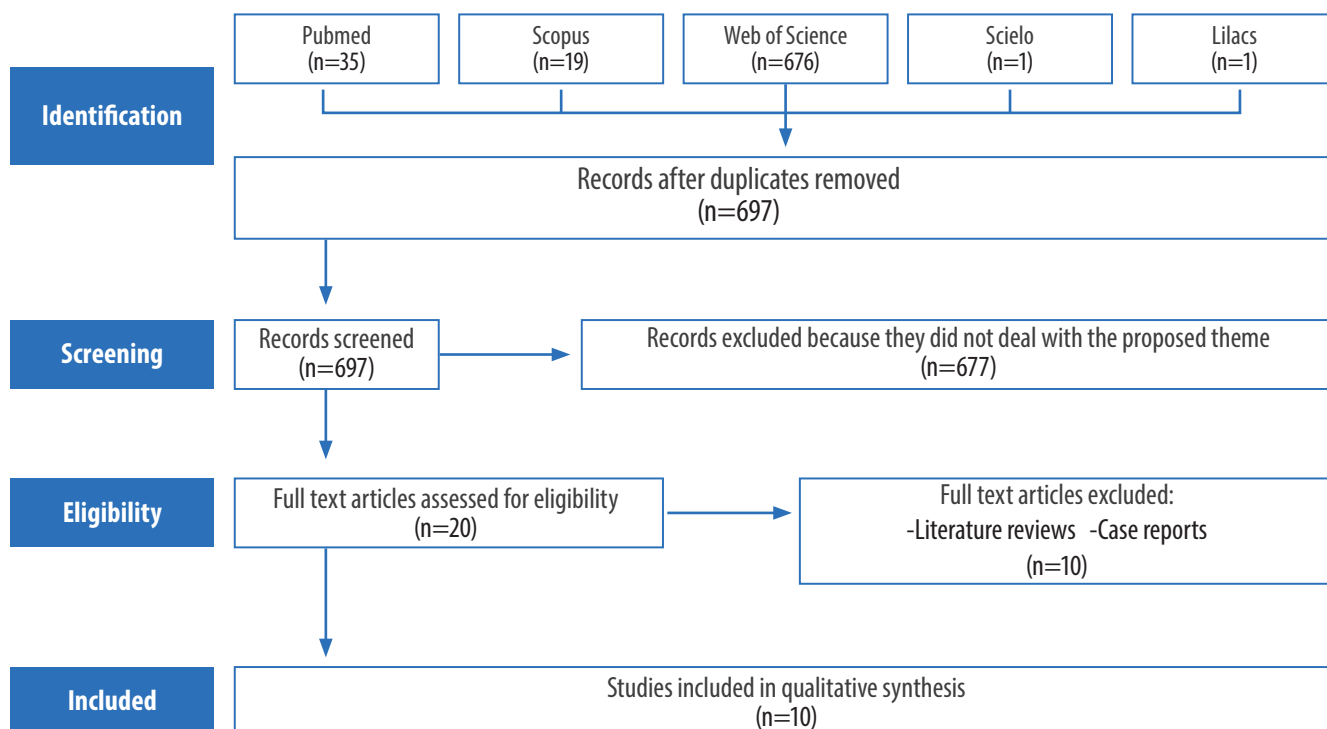 Pubmed
(n=35)
Scopus
(n=19)
Web of Science
(n=676)
Scielo
(n=1)
Lilacs
(n=1)
Identification
Records after duplicates removed
(n=697)
Screening
Records screened
(n=697)
Records excluded because they did not deal with the proposed theme
(n=677)
Eligibility
Full text articles assessed for eligibility
(n=20)
Full text articles excluded:
-Literature reviews -Case reports
(n=10)
Included
Studies included in qualitative synthesis
(n=10)